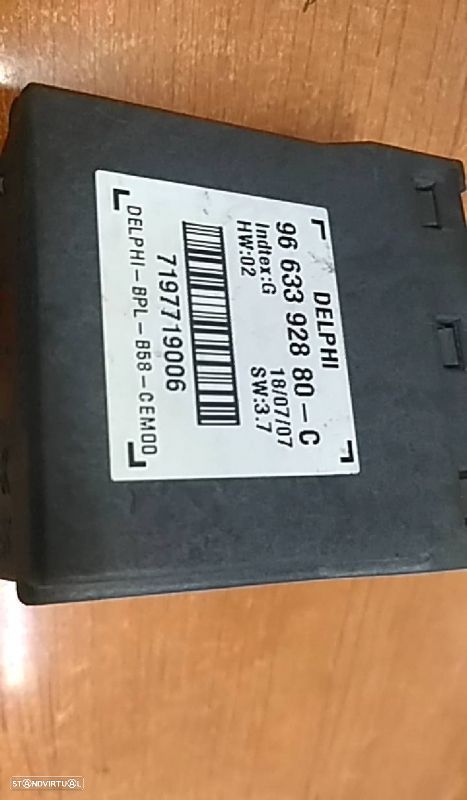 DELPHI
96 633 928 80-C
Indtex:G 18/07/07
HW:02 SW:3.7
7197719006
DELPHI-BPL-B58-CEM00
STANDVIRTUAL